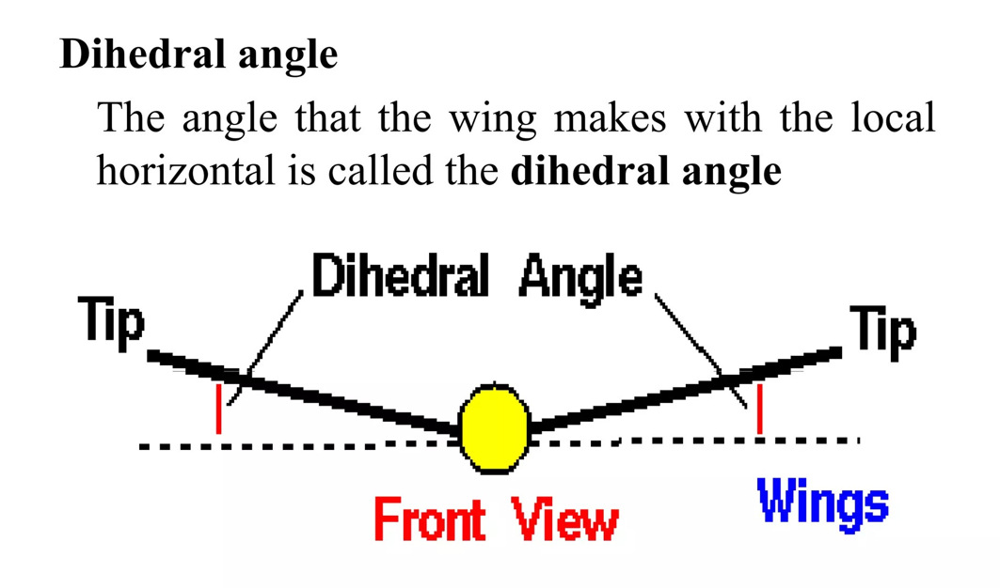 Dihedral angle
The angle that the wing makes with the local
horizontal is called the dihedral angle
Dihedral Angle
Tip
Tip
Wings
Front View